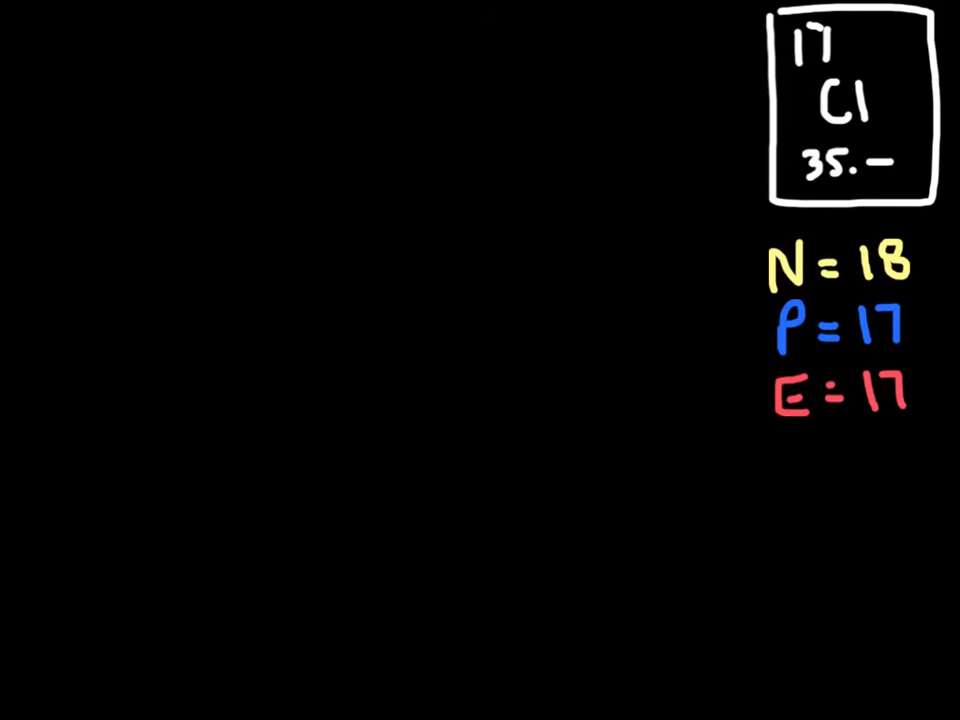 17
Cl
35.–
N = 18
P = 17
E = 17